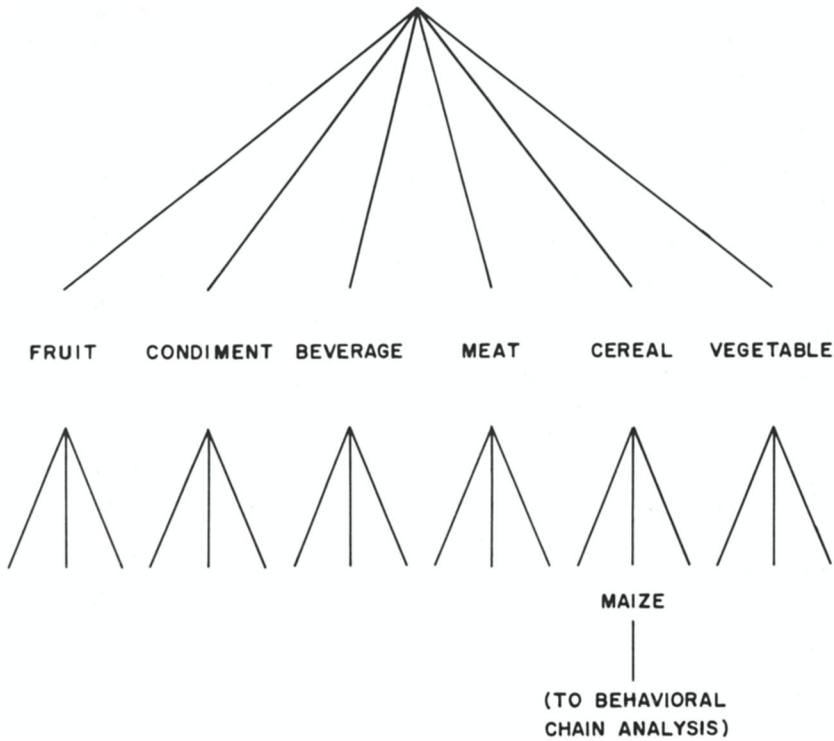 FRUIT CONDIMENT BEVERAGE MEAT CEREAL VEGETABLE
MAIZE
(TO BEHAVIORAL
CHAIN ANALYSIS)